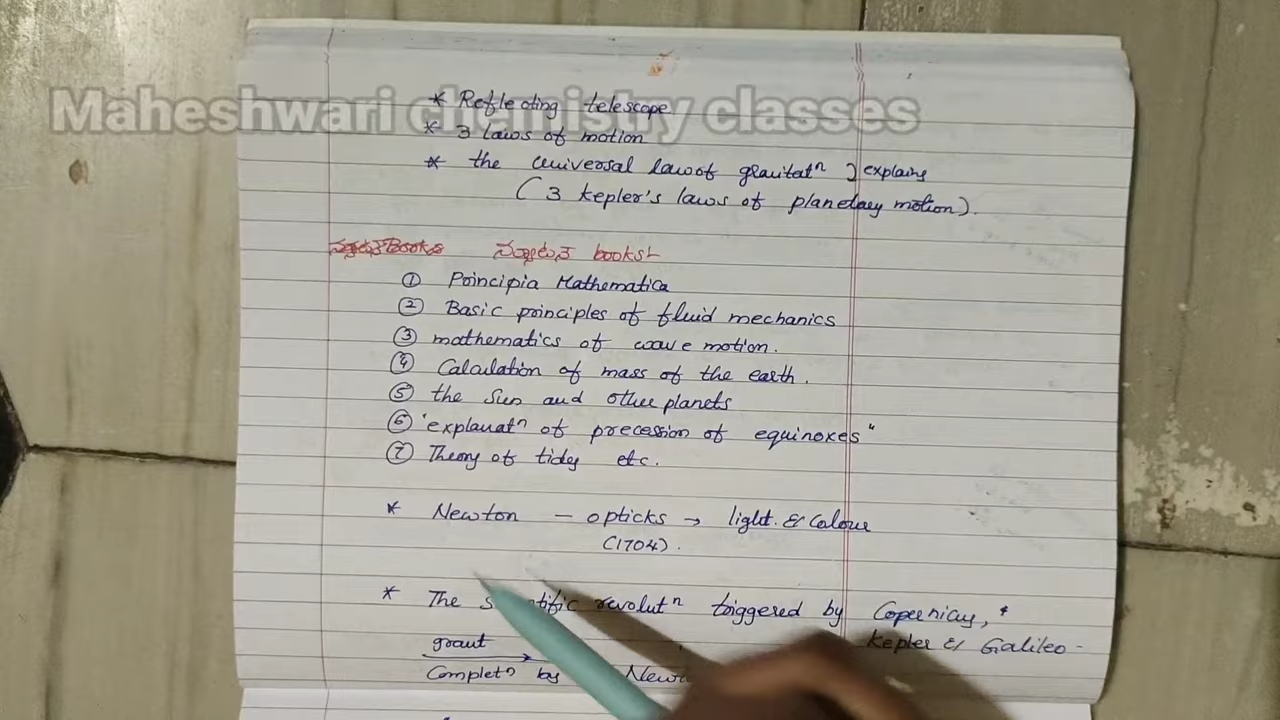 Maheshwari chemistry classes
* Reflecting telescope
* 3 laws of motion
* the universal law of gravitatⁿ explains
(3 kepler's laws of planetary motion).
books
① Principia Mathematica
② Basic principles of fluid mechanics
③ mathematics of wave motion.
④ Calculation of mass of the earth.
⑤ the sun and other planets
⑥ "explanatⁿ of precession of equinoxes"
⑦ Theory of tides etc.
* Newton – opticks → light & Colour
(1704).
* The revolutⁿ triggered by Copernicus,
Kepler & Galileo -
Completⁿ by